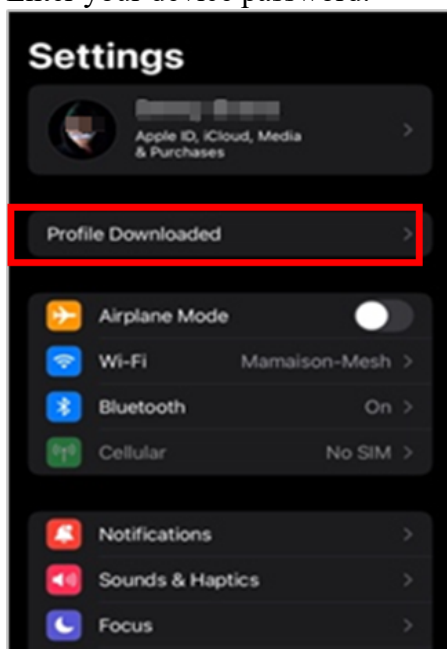 Enter your device password.
Settings
Apple ID, iCloud, Media
& Purchases
Profile Downloaded
Airplane Mode
Wi-Fi Mamaison-Mesh
Bluetooth On
Cellular No SIM
Notifications
Sounds & Haptics
Focus